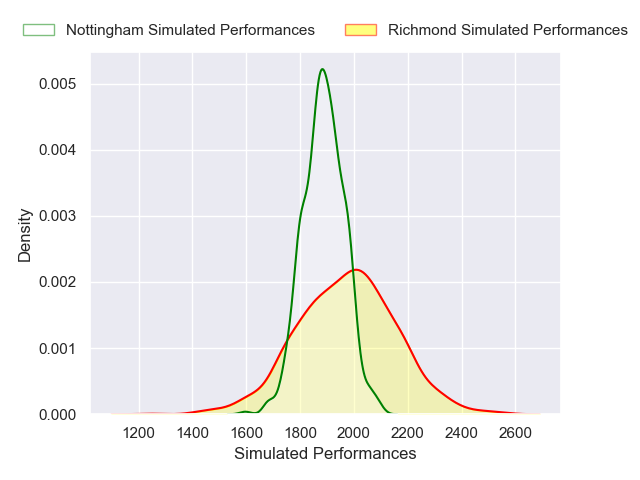 Nottingham Simulated Performances Richmond Simulated Performances
0.005
0.004
0.003
0.002
0.001
0.000
Density
1200 1400 1600 1800 2000 2200 2400 2600
Simulated Performances